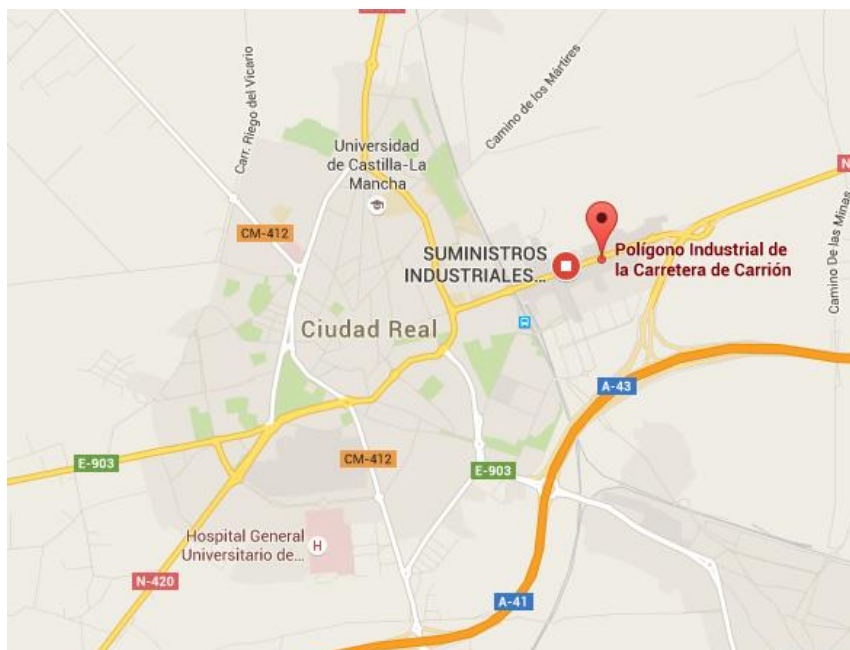 Carr. Riego del Vicario
Camino de los Mártires
Universidad
de Castilla-La
Mancha
N
CM-412
SUMINISTROS
INDUSTRIALES...
Polígono Industrial de
la Carretera de Carrión
Camino De las Minas
Ciudad Real
A-43
E-903
CM-412
E-903
Hospital General
Universitario de...
H
N-420
A-41